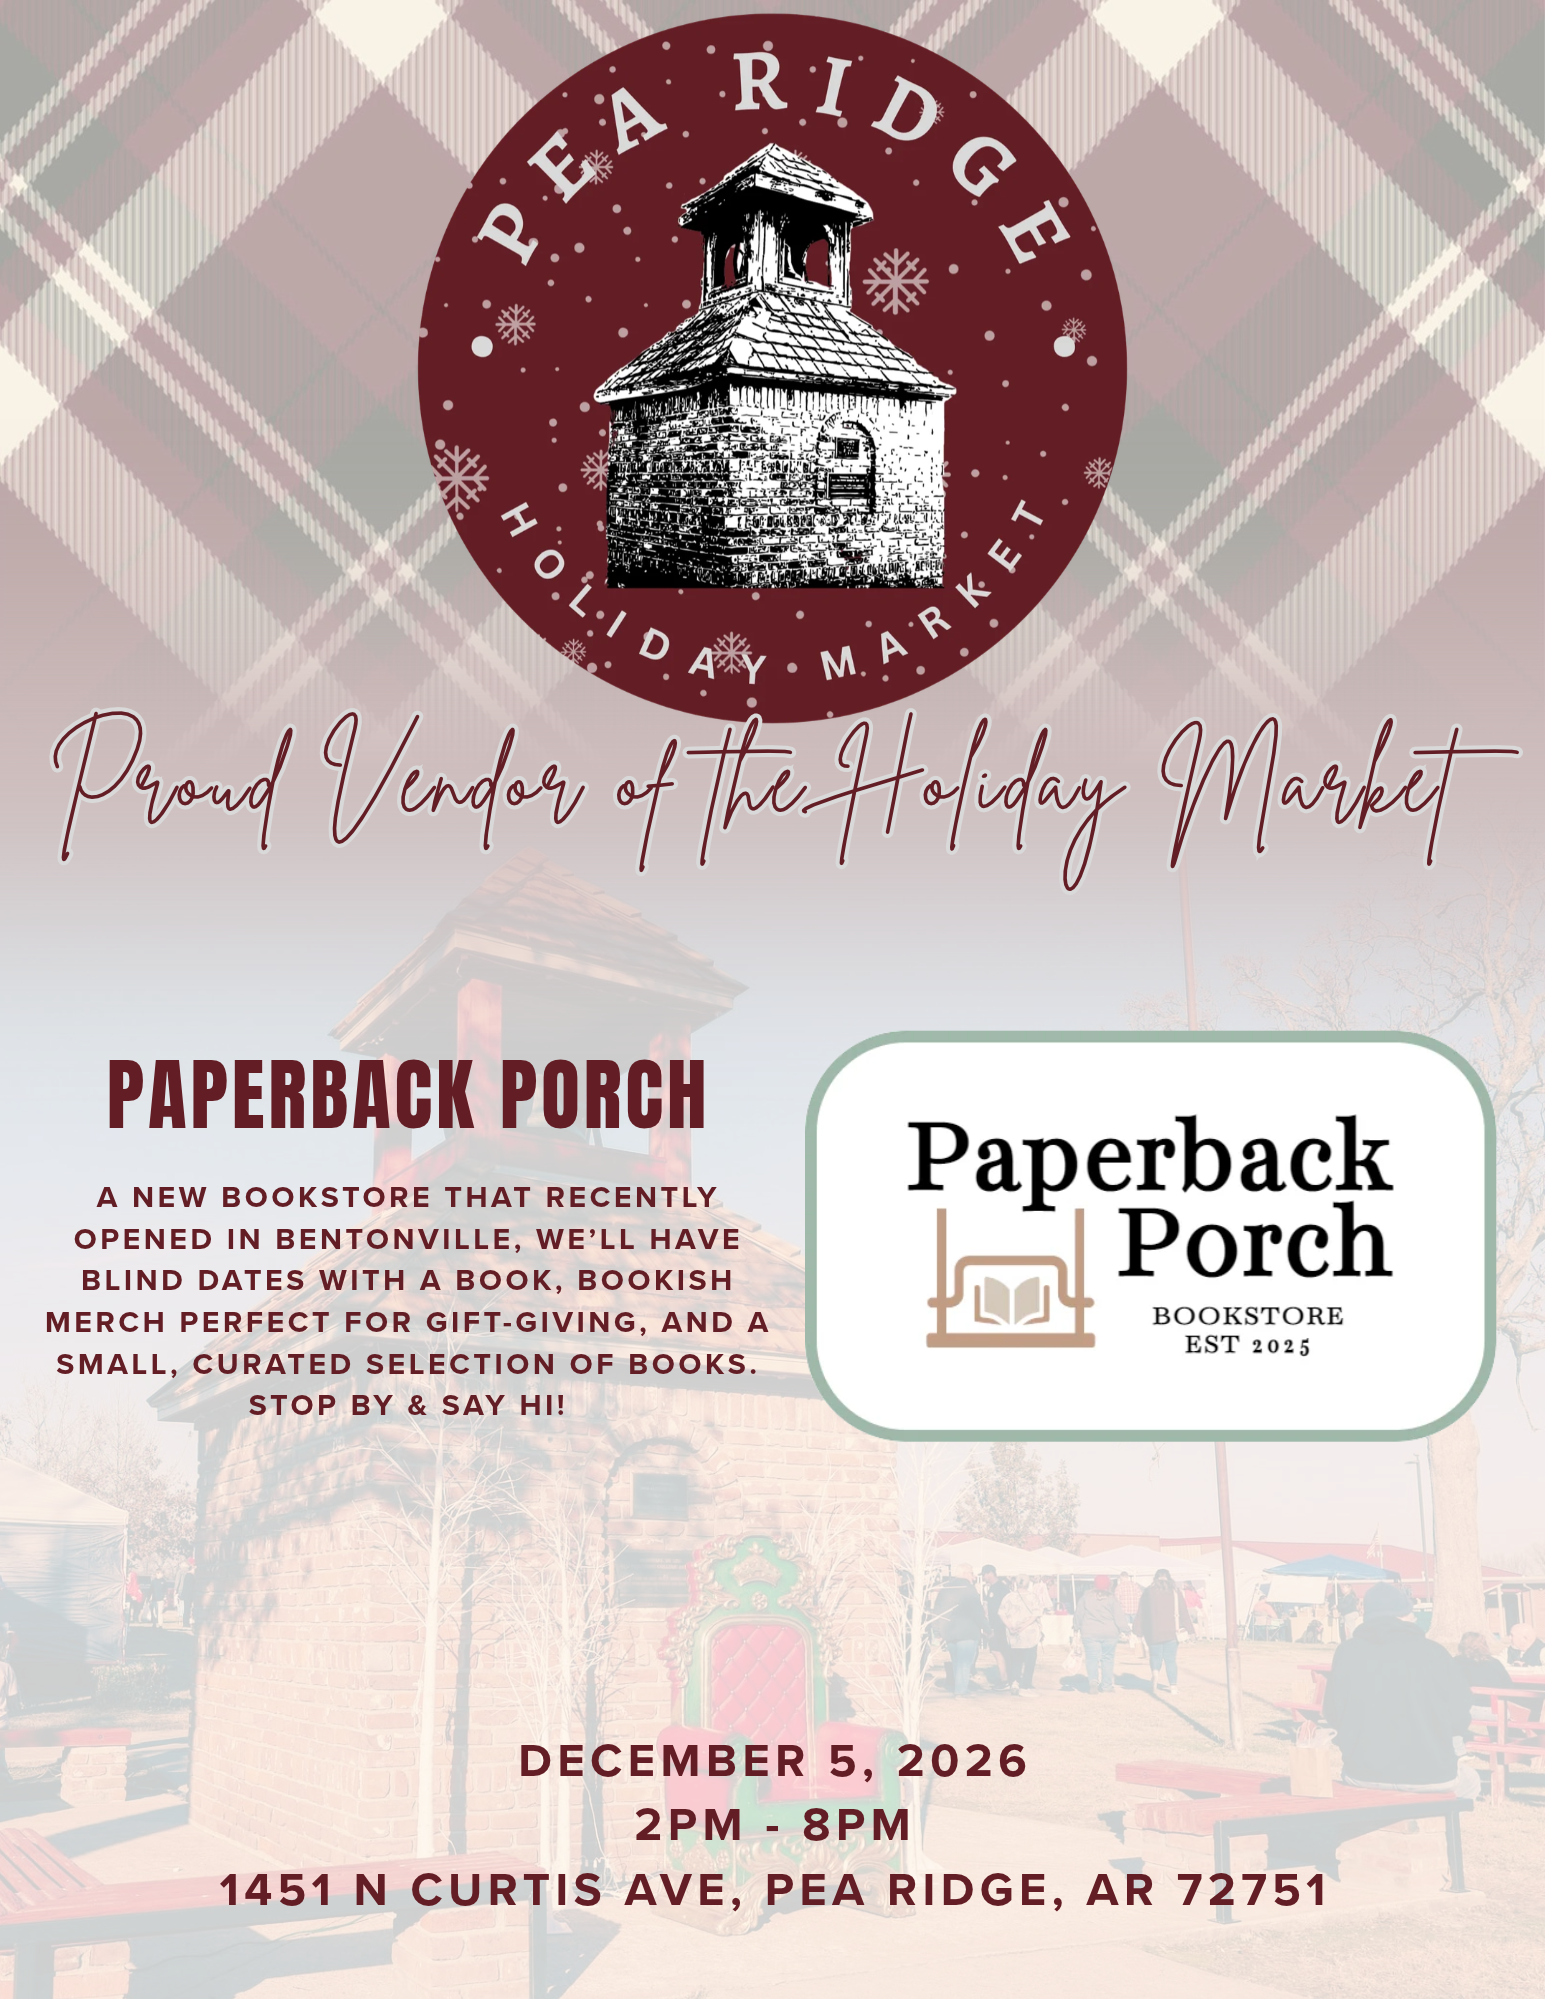 PEA RIDGE
HOLIDAY MARKET
Proud Vendor of the Holiday Market
PAPERBACK PORCH
A NEW BOOKSTORE THAT RECENTLY
OPENED IN BENTONVILLE, WE'LL HAVE
BLIND DATES WITH A BOOK, BOOKISH
MERCH PERFECT FOR GIFT-GIVING, AND A
SMALL, CURATED SELECTION OF BOOKS.
STOP BY & SAY HI!
Paperback
Porch
BOOKSTORE
EST 2025
DECEMBER 5, 2026
2PM - 8PM
1451 N CURTIS AVE, PEA RIDGE, AR 72751